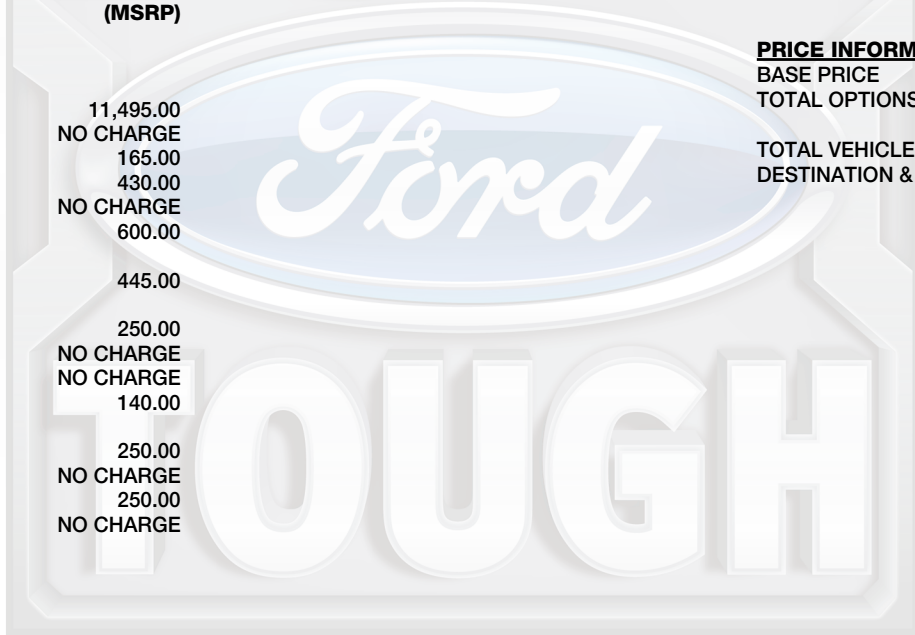 (MSRP)
11,495.00
NO CHARGE
165.00
430.00
NO CHARGE
600.00
445.00
250.00
NO CHARGE
NO CHARGE
140.00
250.00
NO CHARGE
250.00
NO CHARGE
PRICE INFORM
BASE PRICE
TOTAL OPTIONS
TOTAL VEHICLE
DESTINATION &
Ford
TOUGH